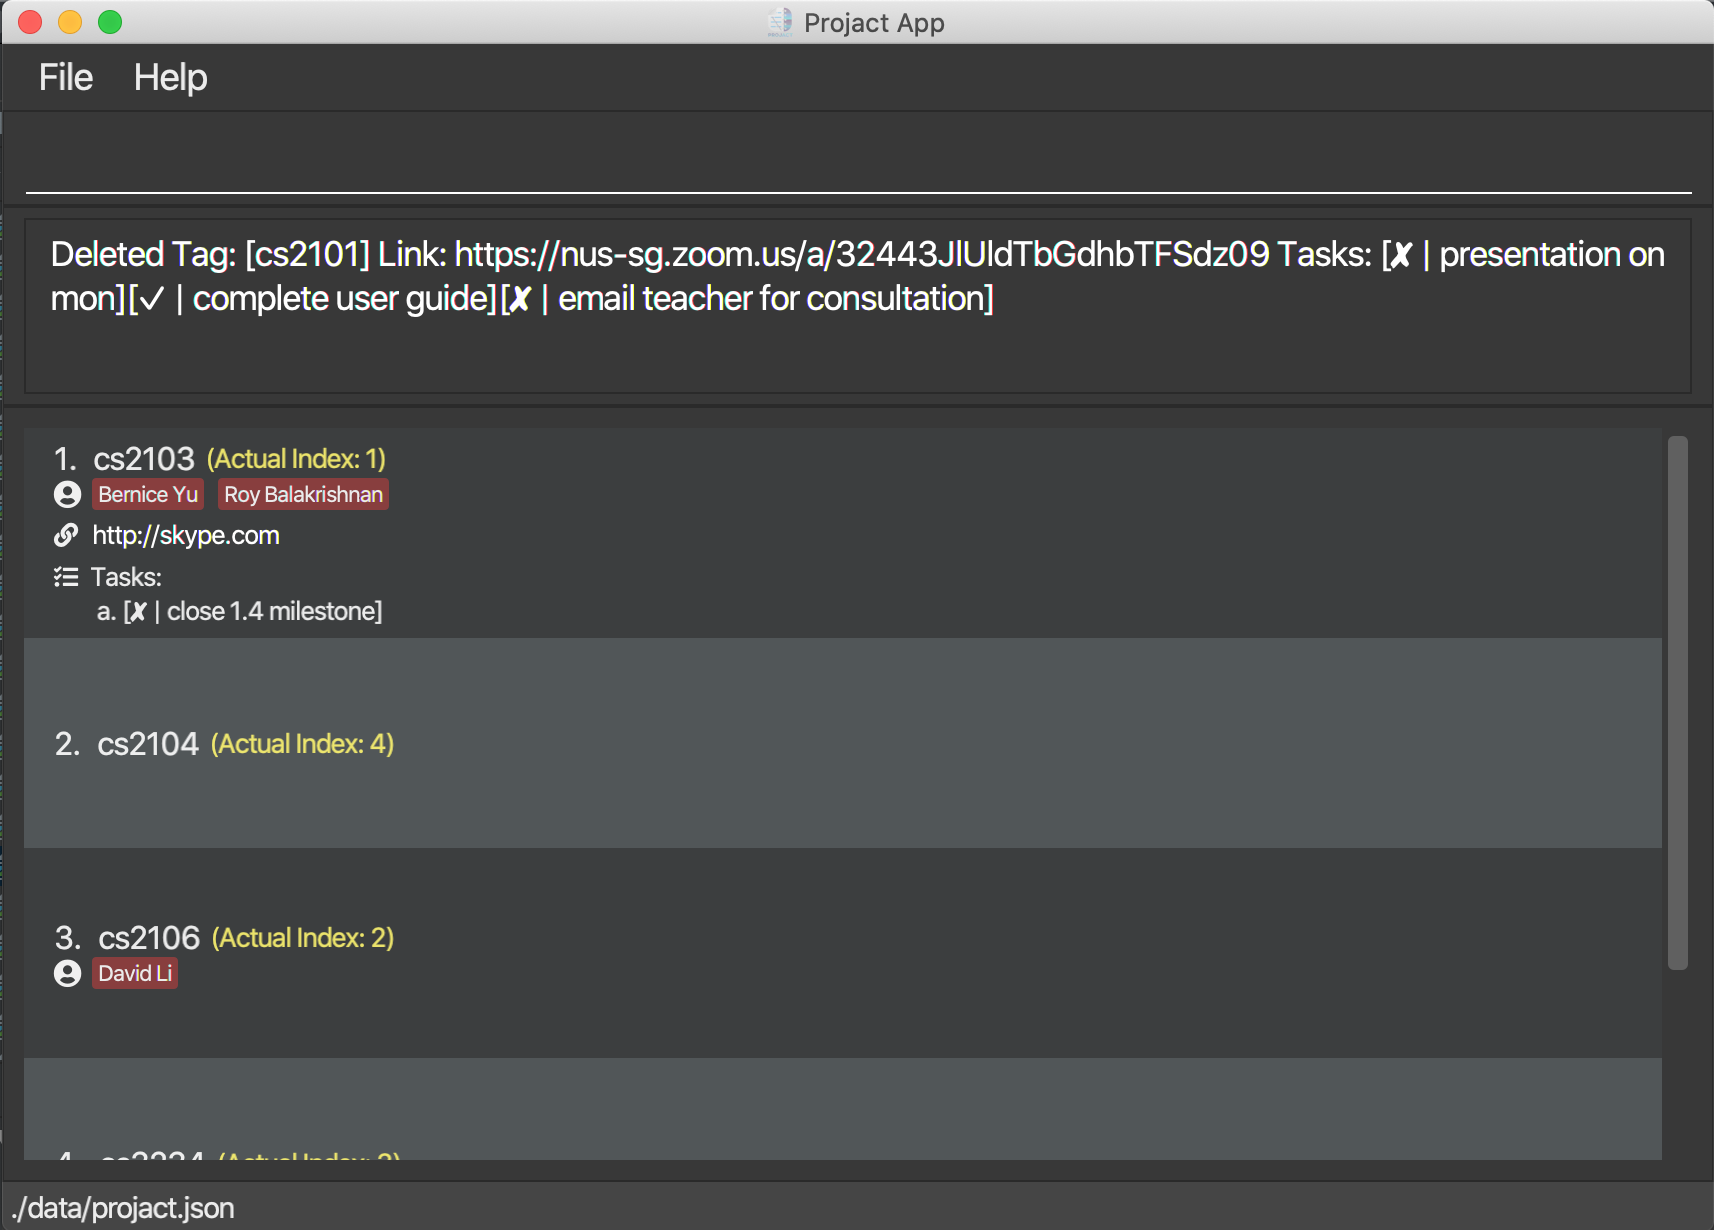 Projact App
File Help
Deleted Tag: [cs2101] Link: https://nus-sg.zoom.us/a/32443JlUldTbGdhbTFSdz09 Tasks: [✘ | presentation on
mon][✓ | complete user guide][✘ | email teacher for consultation]
1. cs2103 (Actual Index: 1)
Bernice Yu Roy Balakrishnan
http://skype.com
Tasks:
a. [✘ | close 1.4 milestone]
2. cs2104 (Actual Index: 4)
3. cs2106 (Actual Index: 2)
David Li
(Actual Index:
./data/projact.json